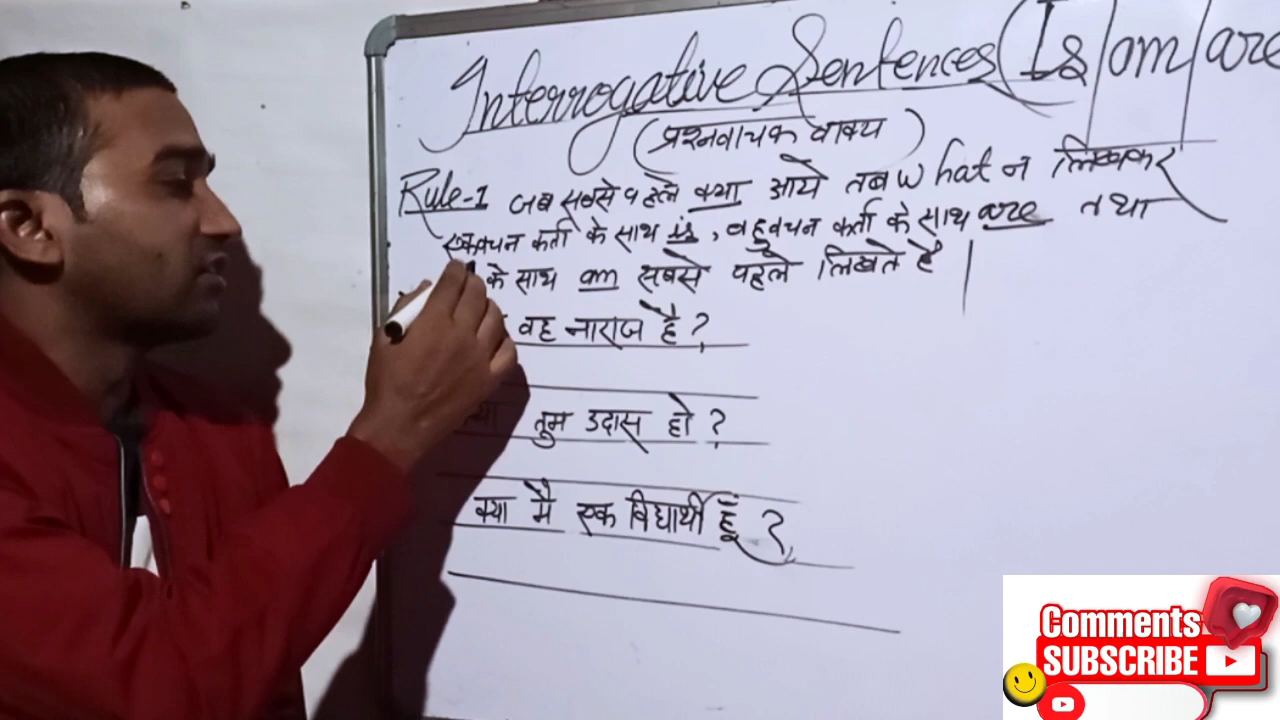 Interrogative Sentences (Is/am/are
(प्रश्नवाचक वाक्य)
Rule-1 जब सबसे पहले क्या आये तब What न लिखकर
एकवचन कर्ता के साथ is, बहुवचन कर्ता के साथ are तथा
के साथ am सबसे पहले लिखते है |
वह नाराज है ?
क्या तुम उदास हो ?
क्या मै एक विद्यार्थी हूँ ?
Comments
SUBSCRIBE